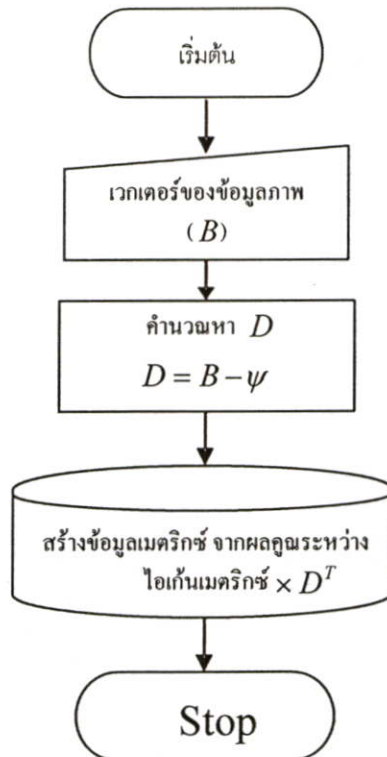 เริ่มต้น
เวกเตอร์ของข้อมูลภาพ
(B)
คำนวณหา D
D = B − ψ
สร้างข้อมูลเมตริกซ์ จากผลคูณระหว่าง
ไอเก้นเมตริกซ์ × D^T
Stop